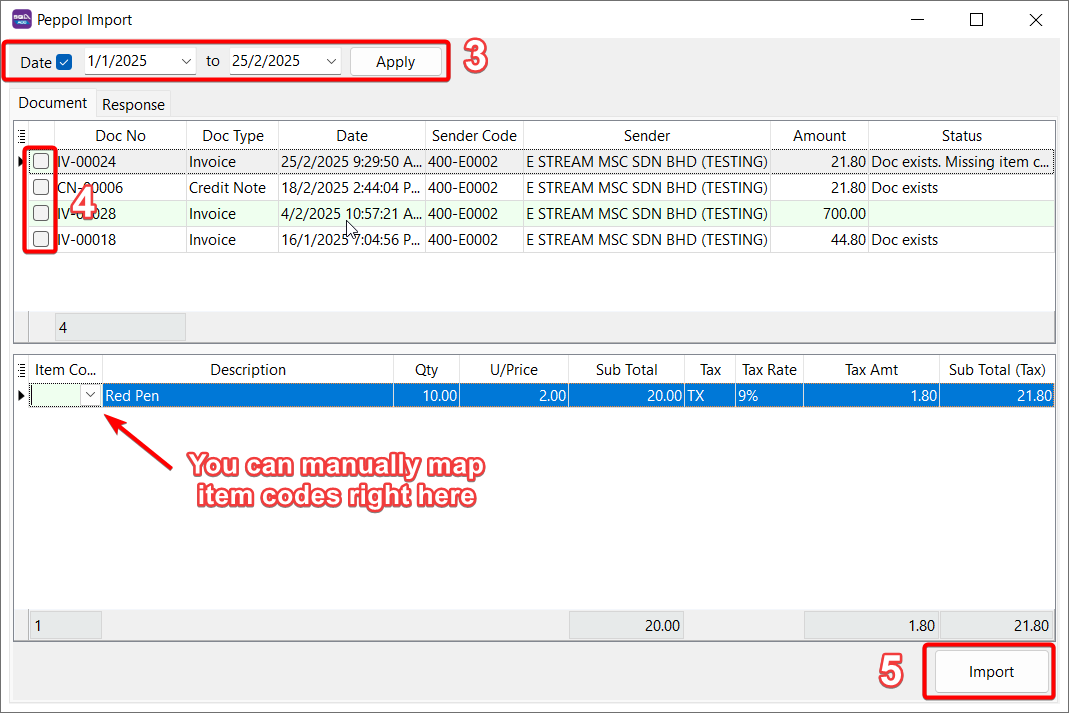 Peppol Import
Date 1/1/2025 to 25/2/2025 Apply 3
Document Response
Doc No Doc Type Date Sender Code Sender Amount Status
IV-00024 Invoice 25/2/2025 9:29:50 A... 400-E0002 E STREAM MSC SDN BHD (TESTING) 21.80 Doc exists. Missing item c...
CN-00006 Credit Note 18/2/2025 2:44:04 P... 400-E0002 E STREAM MSC SDN BHD (TESTING) 21.80 Doc exists
4
IV-00028 Invoice 4/2/2025 10:57:21 A... 400-E0002 E STREAM MSC SDN BHD (TESTING) 700.00
IV-00018 Invoice 16/1/2025 7:04:56 P... 400-E0002 E STREAM MSC SDN BHD (TESTING) 44.80 Doc exists
4
Item Co... Description Qty U/Price Sub Total Tax Tax Rate Tax Amt Sub Total (Tax)
Red Pen 10.00 2.00 20.00 TX 9% 1.80 21.80
You can manually map
item codes right here
1 20.00 1.80 21.80
5 Import